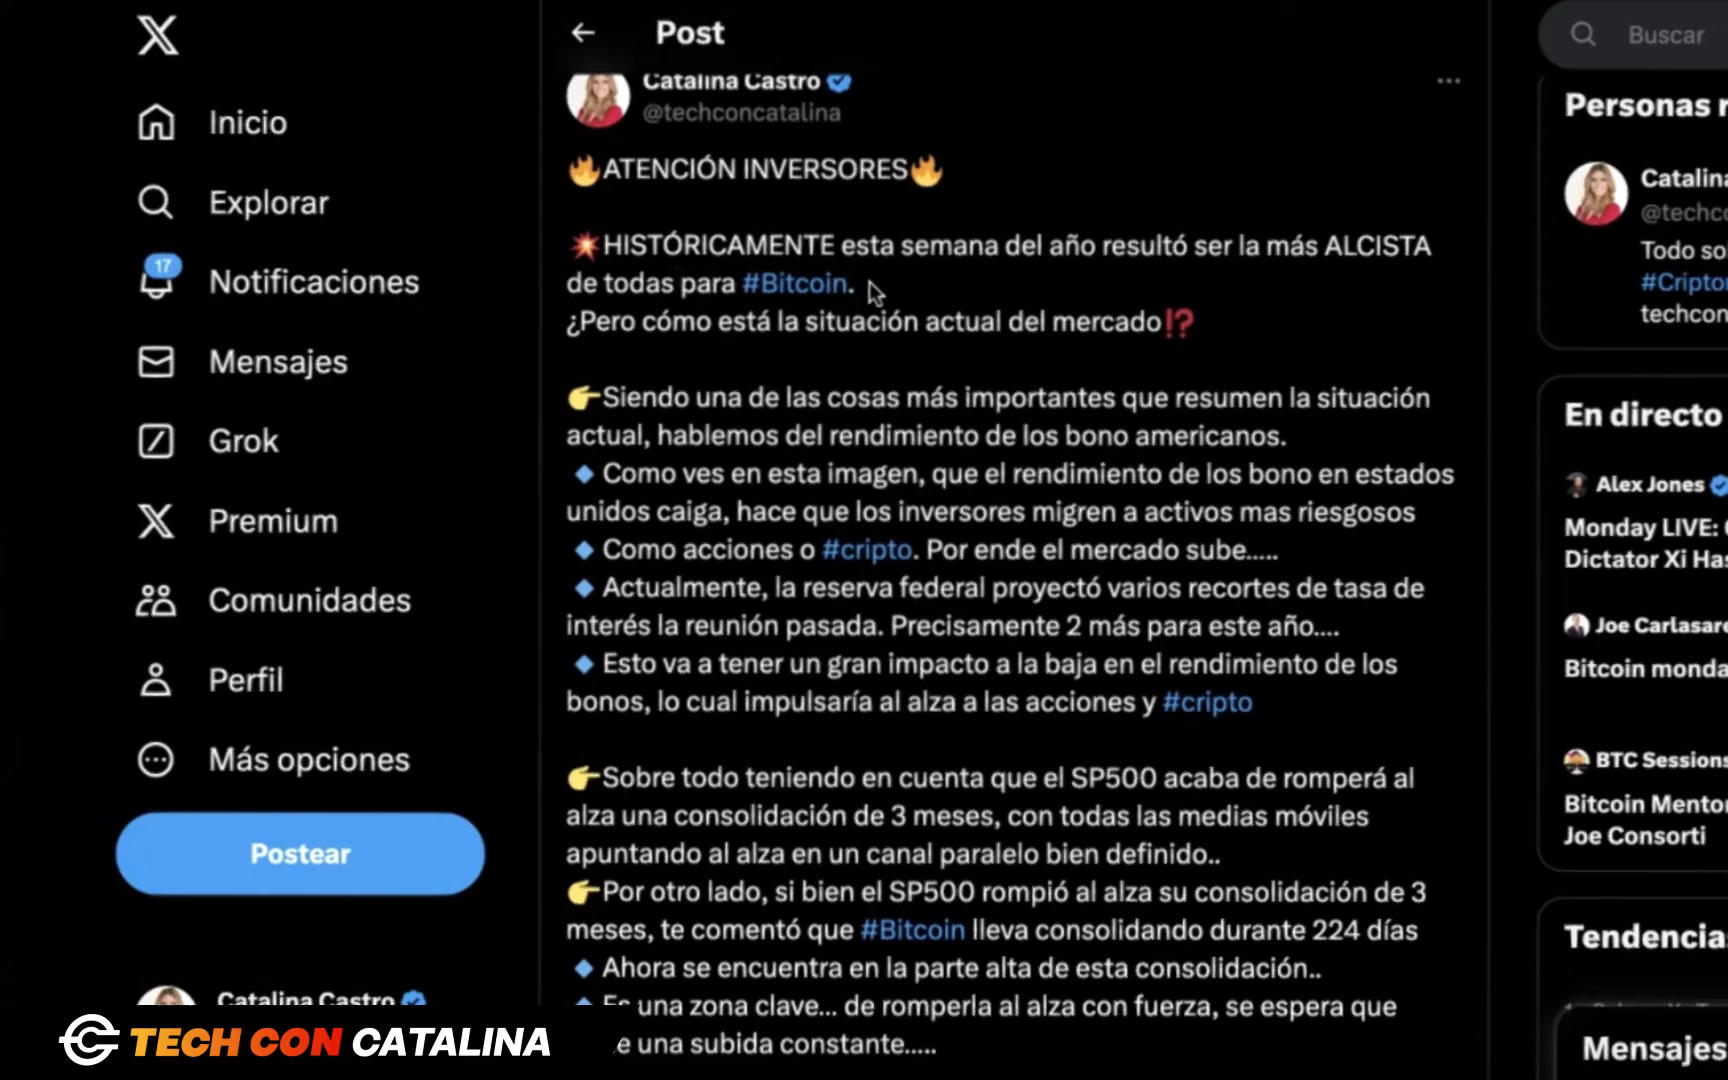 Post
Catalina Castro
@techconcatalina
🔥ATENCIÓN INVERSORES🔥
💥HISTÓRICAMENTE esta semana del año resultó ser la más ALCISTA
de todas para #Bitcoin.
¿Pero cómo está la situación actual del mercado⁉️
👉Siendo una de las cosas más importantes que resumen la situación
actual, hablemos del rendimiento de los bono americanos.
🔹Como ves en esta imagen, que el rendimiento de los bono en estados
unidos caiga, hace que los inversores migren a activos mas riesgosos
🔹Como acciones o #cripto. Por ende el mercado sube.....
🔹Actualmente, la reserva federal proyectó varios recortes de tasa de
interés la reunión pasada. Precisamente 2 más para este año....
🔹Esto va a tener un gran impacto a la baja en el rendimiento de los
bonos, lo cual impulsaría al alza a las acciones y #cripto
👉Sobre todo teniendo en cuenta que el SP500 acaba de romperá al
alza una consolidación de 3 meses, con todas las medias móviles
apuntando al alza en un canal paralelo bien definido..
👉Por otro lado, si bien el SP500 rompió al alza su consolidación de 3
meses, te comentó que #Bitcoin lleva consolidando durante 224 días
🔹Ahora se encuentra en la parte alta de esta consolidación..
🔹Es una zona clave... de romperla al alza con fuerza, se espera que
e una subida constante.....
Inicio
Explorar
17
Notificaciones
Mensajes
Grok
Premium
Comunidades
Perfil
Más opciones
Postear
Catalina Castro
TECH CON CATALINA
Buscar
Personas r
Catalina
@techco
Todo so
#Cripto
techcon
En directo
Alex Jones
Monday LIVE:
Dictator Xi Has
Joe Carlasare
Bitcoin monda
BTC Sessions
Bitcoin Mentor
Joe Consorti
Tendencias
Mensajes